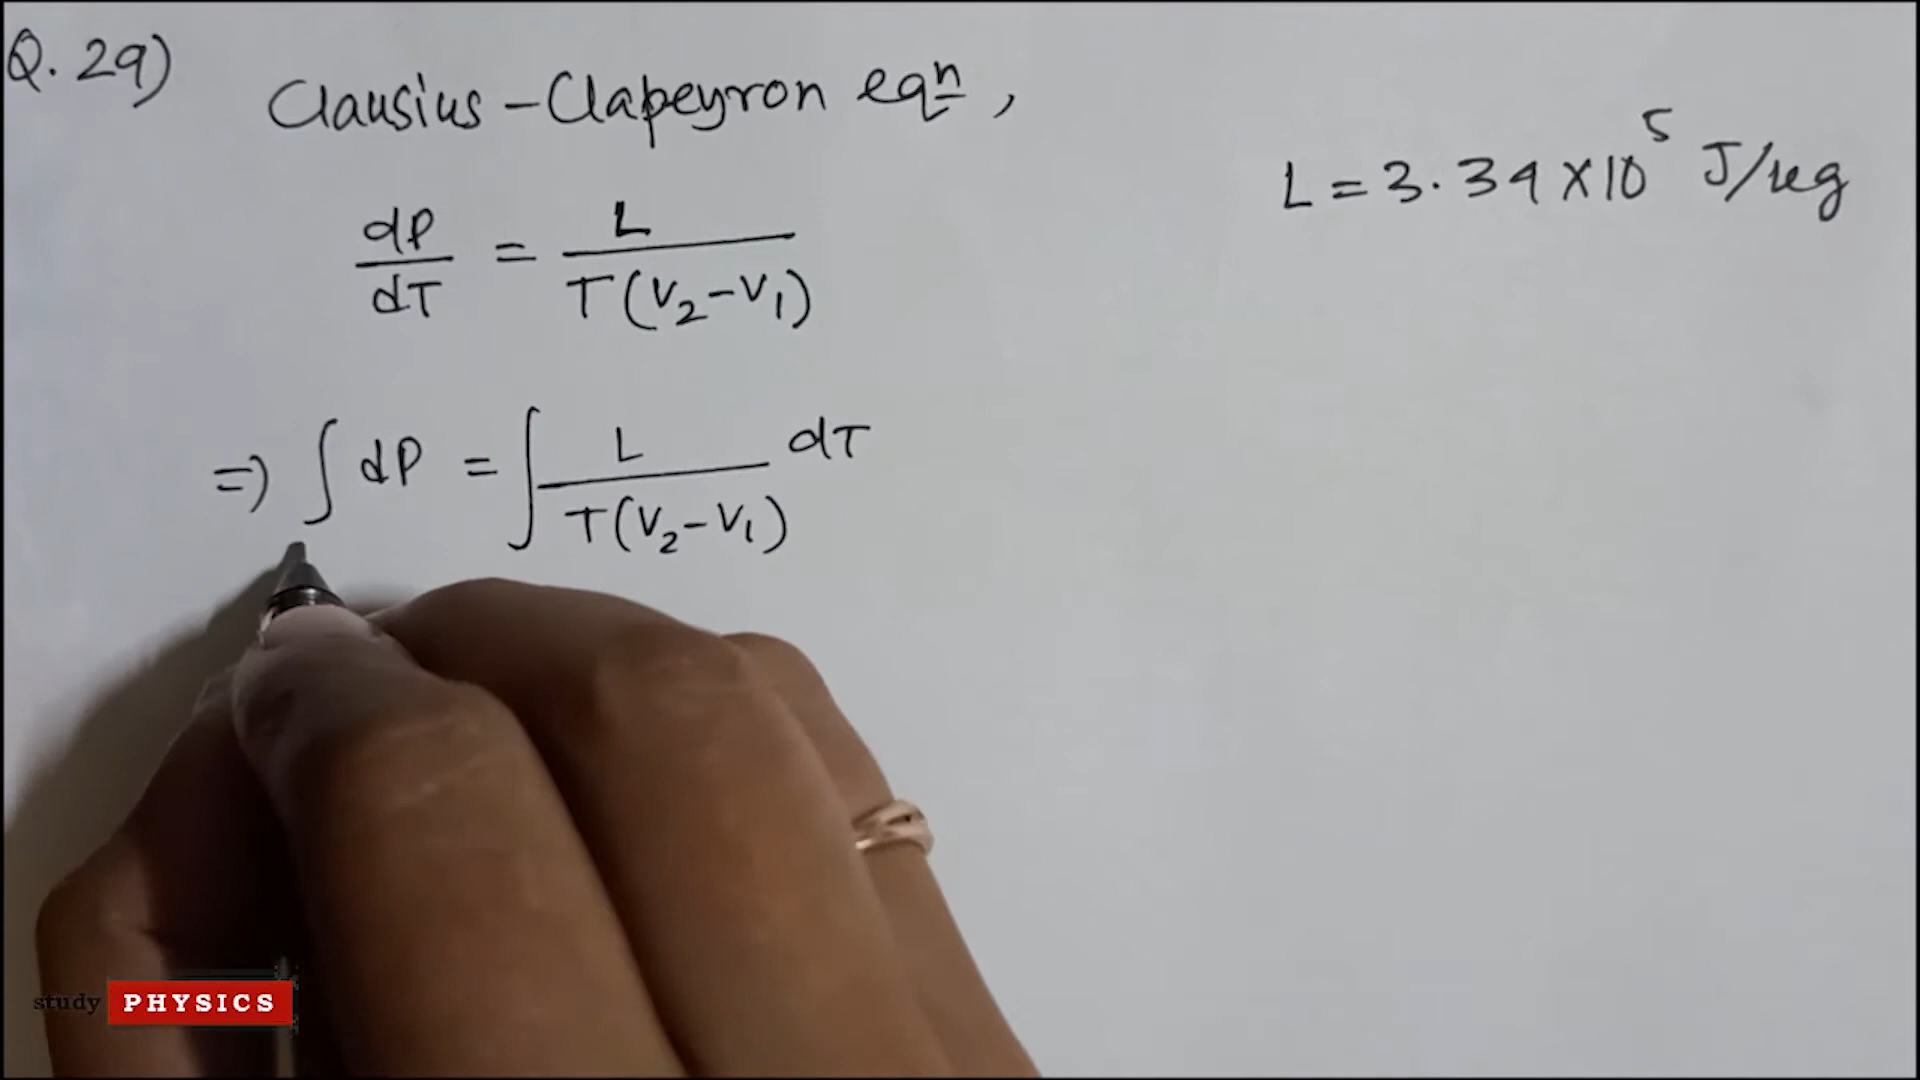 Q. 29)
Clausius - Clapeyron eqn,
L = 3.34 × 10^5 J/kg
dP/dT = L/T(V2-V1)
=) ∫ dP = ∫ L/T(V2-V1) dT
study PHYSICS